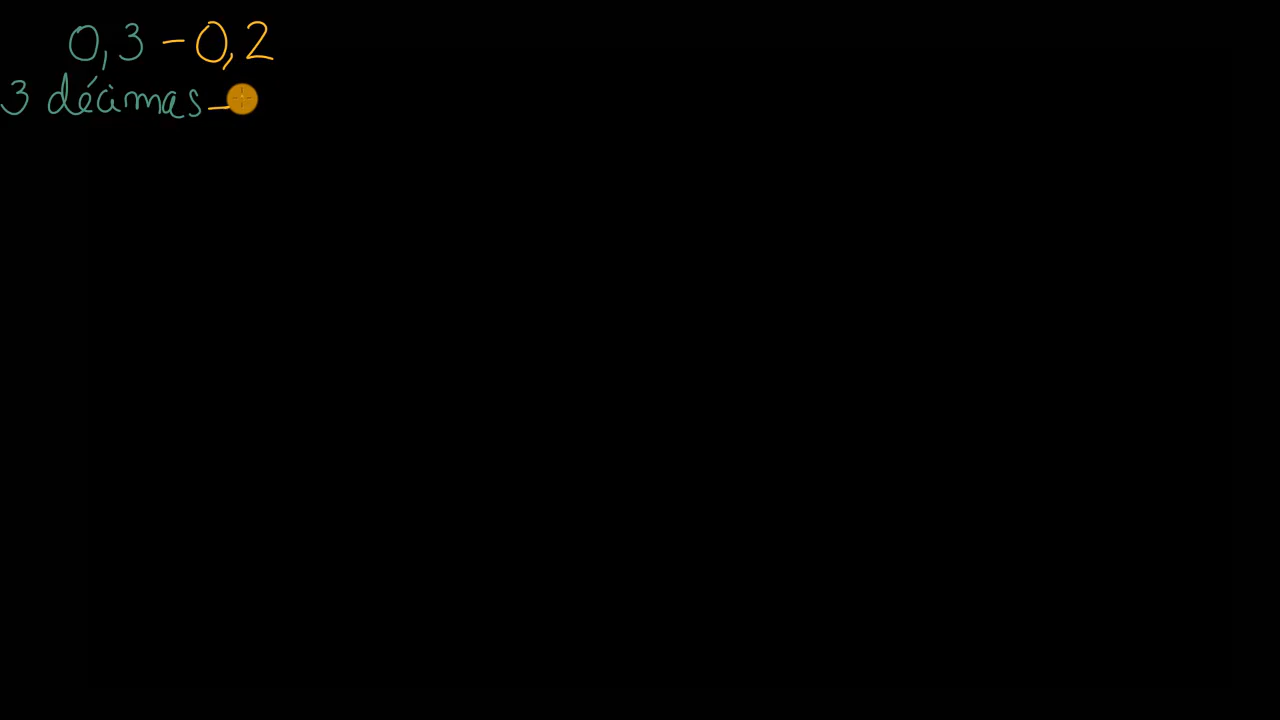 0,3 - 0,2
3 décimas -